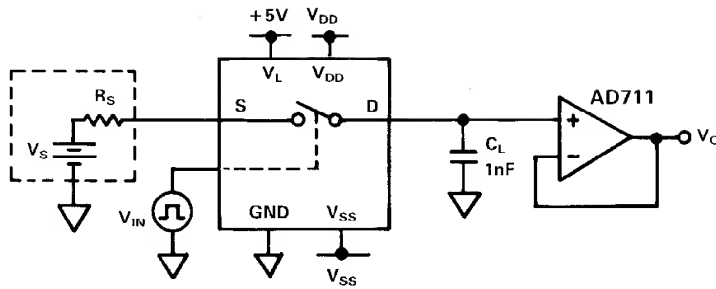 +5V VDD
VL VDD
AD711
RS
S D
VS
CL
1nF
+
−
VO
VIN
GND VSS
VSS